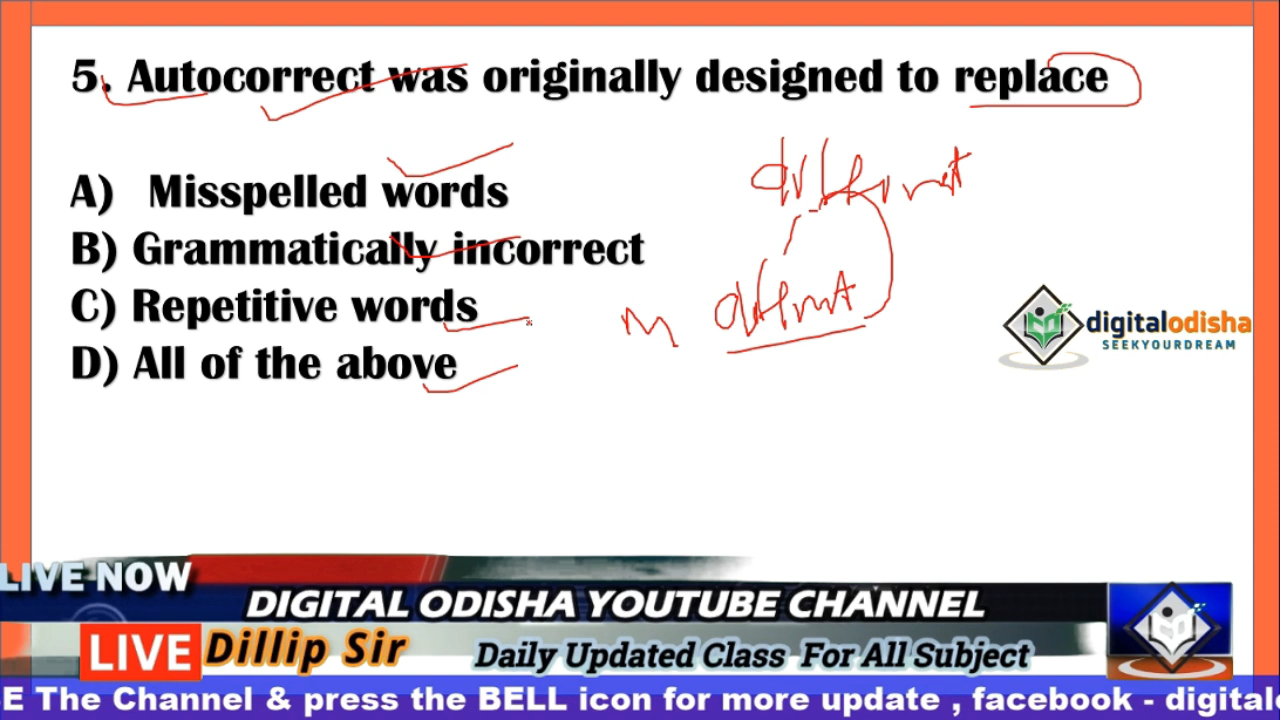 5. Autocorrect was originally designed to replace
A) Misspelled words
B) Grammatically incorrect
C) Repetitive words
D) All of the above
digitalodisha
SEEKYOURDREAM
LIVE NOW
DIGITAL ODISHA YOUTUBE CHANNEL
LIVE Dillip Sir
Daily Updated Class For All Subject
E The Channel & press the BELL icon for more update , facebook - digital